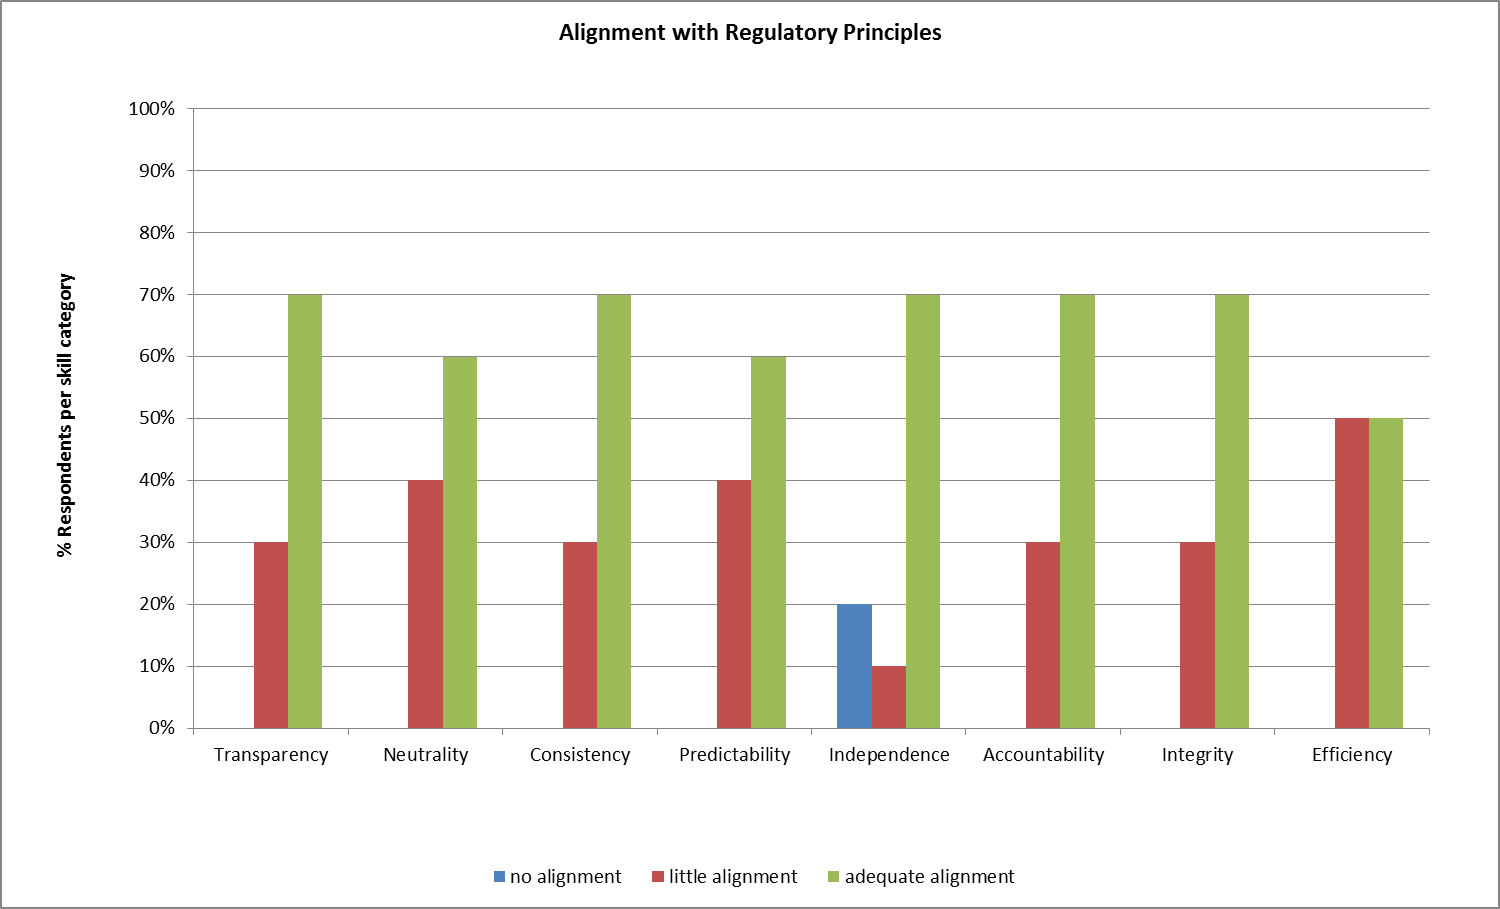 Alignment with Regulatory Principles
% Respondents per skill category
100%
90%
80%
70%
60%
50%
40%
30%
20%
10%
0%
Transparency Neutrality Consistency Predictability Independence Accountability Integrity Efficiency
no alignment little alignment adequate alignment